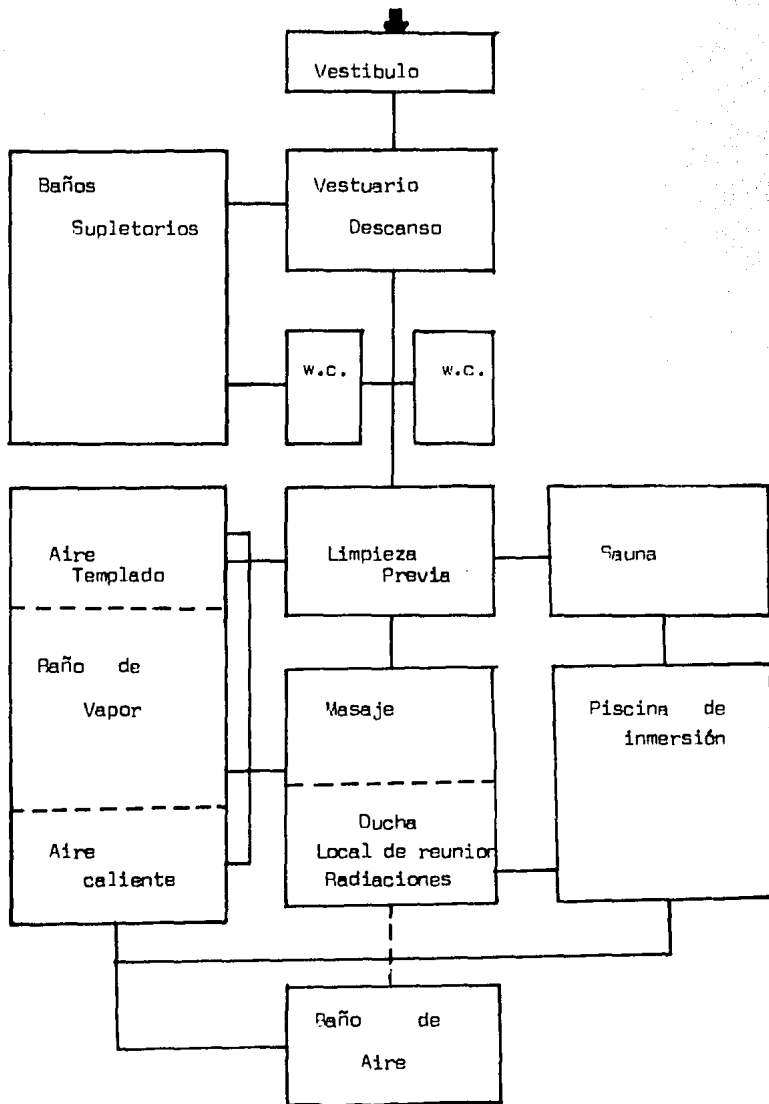 Vestibulo
Baños
Supletorios
Vestuario
Descanso
w.c.
w.c.
Aire
Templado
Limpieza
Previa
Sauna
Baño de
Vapor
Masaje
Piscina de
inmersión
Aire
caliente
Ducha
Local de reunion
Radiaciones
Baño de
Aire